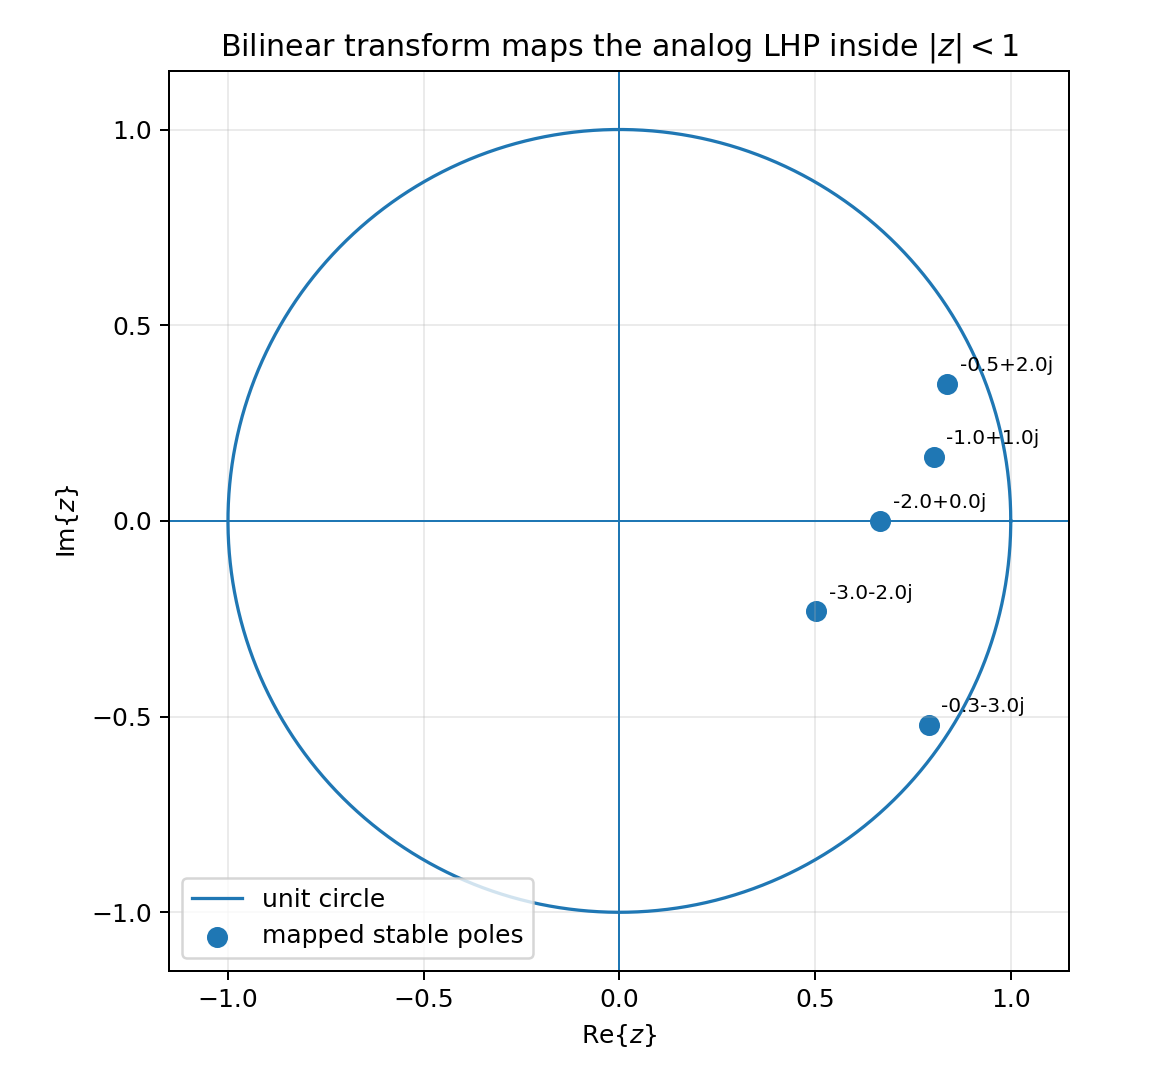 Bilinear transform maps the analog LHP inside |z| < 1
1.0
0.5
0.0
−0.5
−1.0
Im{z}
-0.5+2.0j
-1.0+1.0j
-2.0+0.0j
-3.0-2.0j
-0.3-3.0j
unit circle
mapped stable poles
−1.0 −0.5 0.0 0.5 1.0
Re{z}